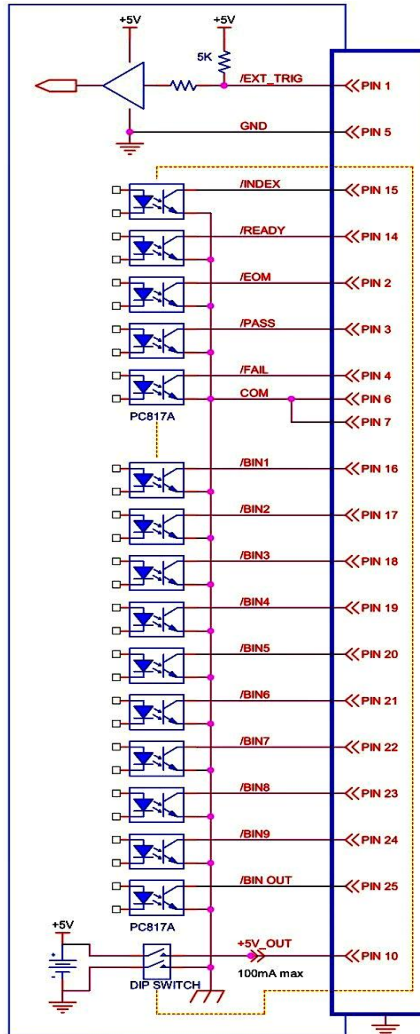 +5V
+5V
5K
/EXT_TRIG
PIN 1
GND
PIN 5
/INDEX
PIN 15
/READY
PIN 14
/EOM
PIN 2
/PASS
PIN 3
/FAIL
PIN 4
COM
PIN 6
PC817A
PIN 7
/BIN1
PIN 16
/BIN2
PIN 17
/BIN3
PIN 18
/BIN4
PIN 19
/BIN5
PIN 20
/BIN6
PIN 21
/BIN7
PIN 22
/BIN8
PIN 23
/BIN9
PIN 24
/BIN OUT
PIN 25
PC817A
+5V
+5V_OUT
PIN 10
+
-
DIP SWITCH
100mA max